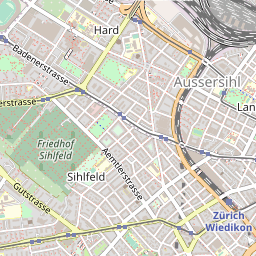 Hard
Badenerstrasse
Aussersihl
Lan
erstrasse
Friedhof
Sihlfeld
Aemtlerstrasse
Sihlfeld
Gutstrasse
Zürich
Wiedikon